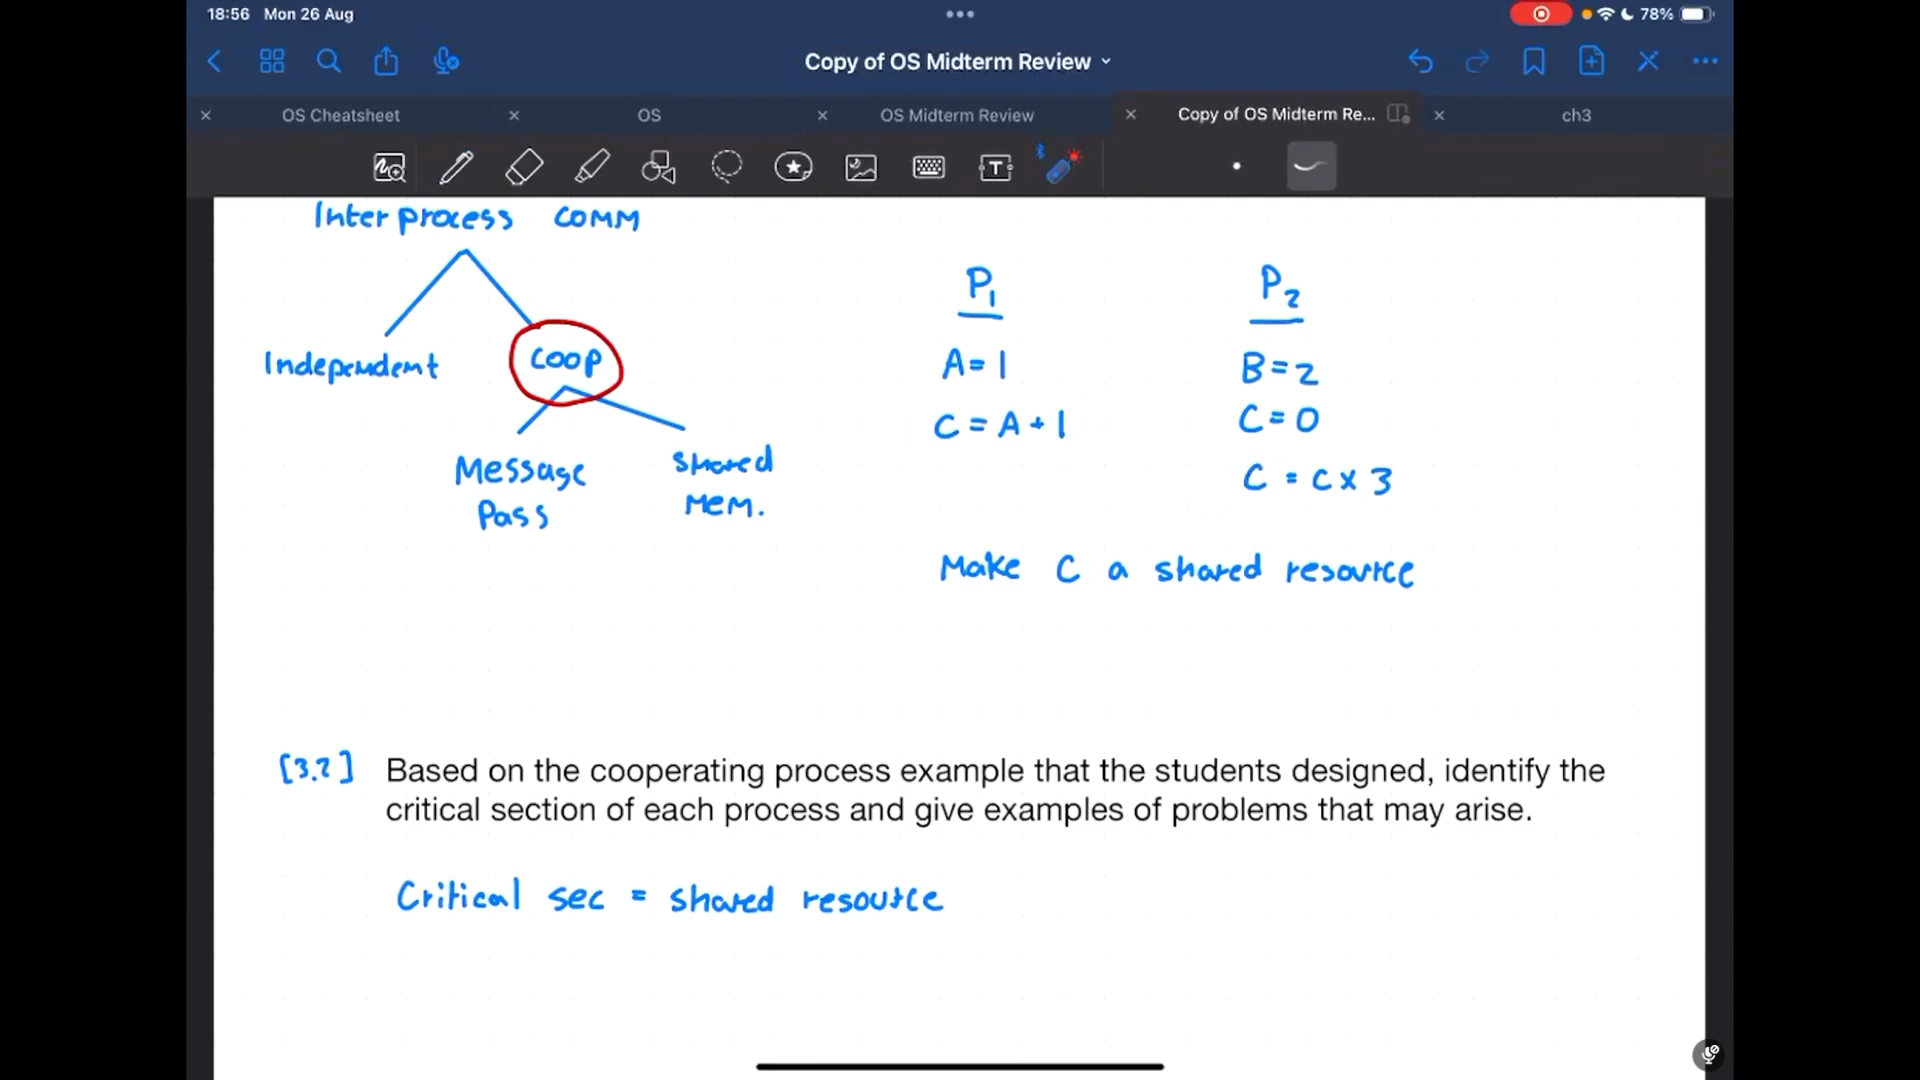 18:56 Mon 26 Aug
78%
Copy of OS Midterm Review
OS Cheatsheet
OS
OS Midterm Review
Copy of OS Midterm Re...
ch3
Interprocess comm
Independent
coop
Message
Pass
Shared
Mem.
P1
A = 1
C = A + 1
P2
B = 2
C = 0
C = C x 3
Make C a shared resource
[3.2] Based on the cooperating process example that the students designed, identify the
critical section of each process and give examples of problems that may arise.
Critical sec = shared resource